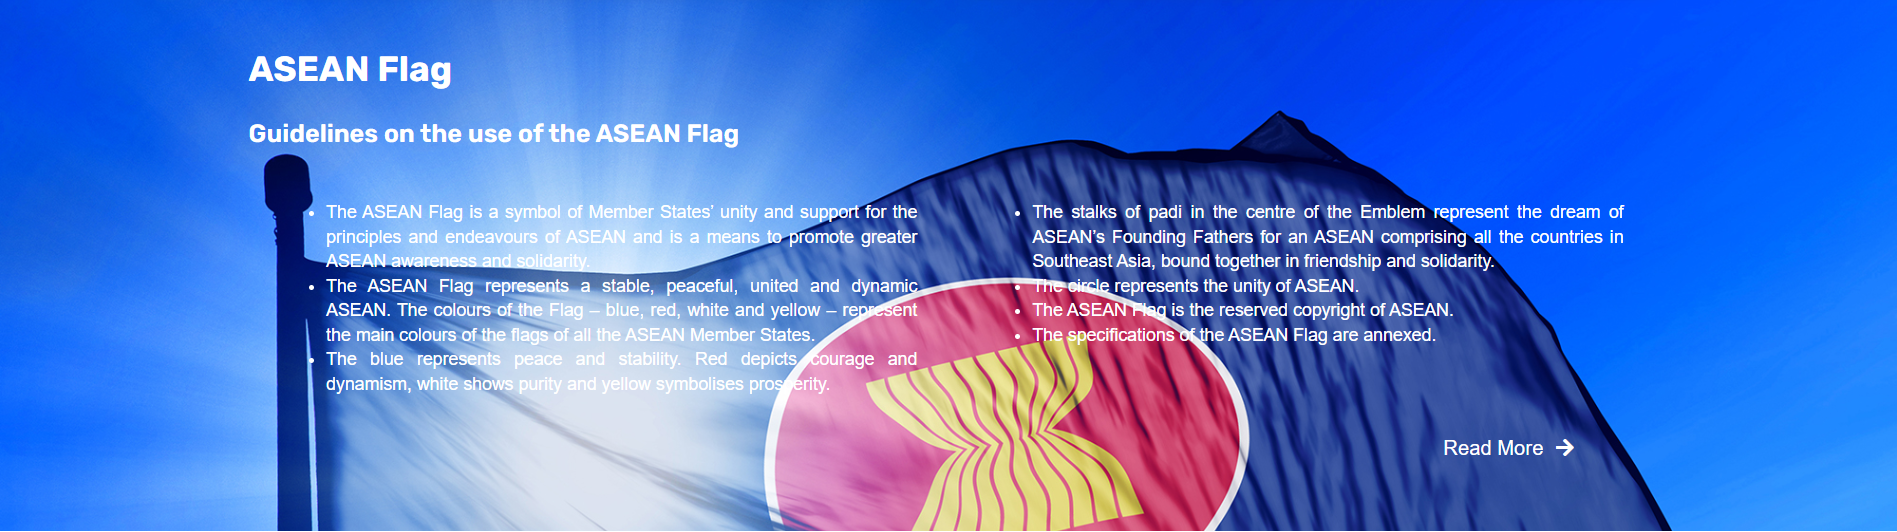 ASEAN Flag
Guidelines on the use of the ASEAN Flag
• The ASEAN Flag is a symbol of Member States’ unity and support for the
principles and endeavours of ASEAN and is a means to promote greater
ASEAN awareness and solidarity.
• The ASEAN Flag represents a stable, peaceful, united and dynamic
ASEAN. The colours of the Flag – blue, red, white and yellow – represent
the main colours of the flags of all the ASEAN Member States.
• The blue represents peace and stability. Red depicts courage and
dynamism, white shows purity and yellow symbolises prosperity.
• The stalks of padi in the centre of the Emblem represent the dream of
ASEAN’s Founding Fathers for an ASEAN comprising all the countries in
Southeast Asia, bound together in friendship and solidarity.
• The circle represents the unity of ASEAN.
• The ASEAN Flag is the reserved copyright of ASEAN.
• The specifications of the ASEAN Flag are annexed.
Read More →